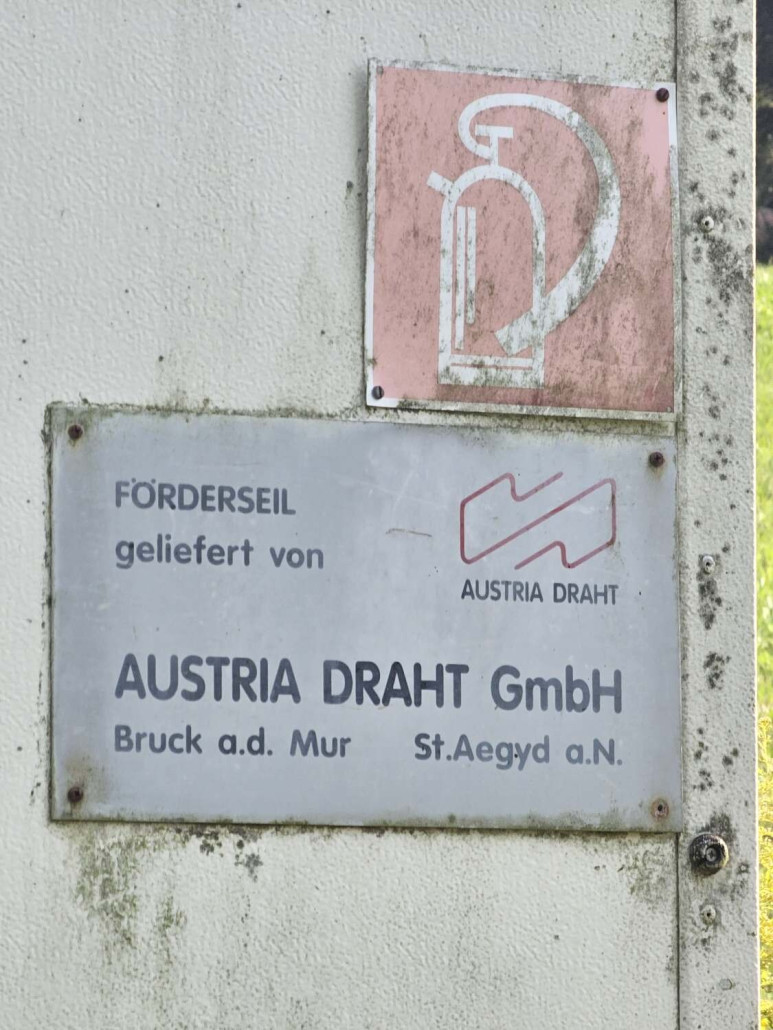 FÖRDERSEIL
geliefert von
AUSTRIA DRAHT
AUSTRIA DRAHT GmbH
Bruck a.d. Mur St.Aegyd a.N.